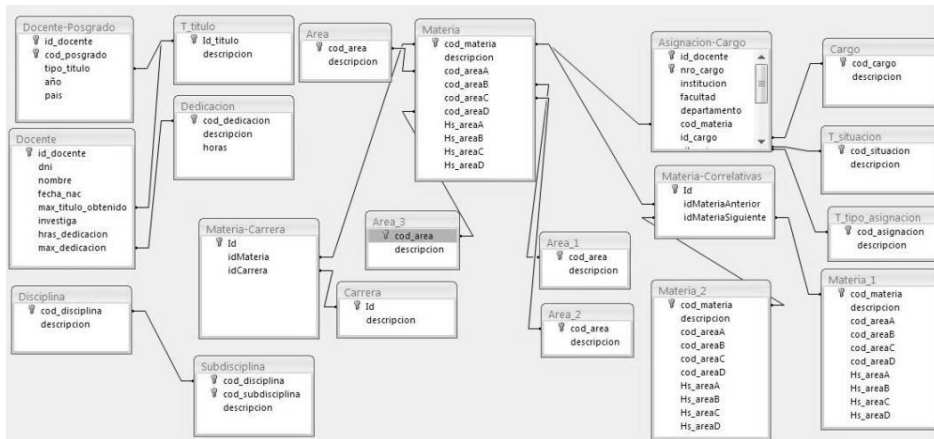 Docente-Posgrado
id_docente
cod_posgrado
tipo_titulo
año
pais
T_titulo
Id_titulo
descripcion
Area
cod_area
descripcion
Materia
cod_materia
descripcion
cod_areaA
cod_areaB
cod_areaC
cod_areaD
Hs_areaA
Hs_areaB
Hs_areaC
Hs_areaD
Asignacion-Cargo
id_docente
nro_cargo
institucion
facultad
departamento
cod_materia
id_cargo
Cargo
cod_cargo
descripcion
Dedicacion
cod_dedicacion
descripcion
horas
T_situacion
cod_situacion
descripcion
Docente
id_docente
dni
nombre
fecha_nac
max_titulo_obtenido
investiga
hras_dedicacion
max_dedicacion
Materia-Correlativas
Id
idMateriaAnterior
idMateriaSiguiente
T_tipo_asignacion
cod_asignacion
descripcion
Materia-Carrera
Id
idMateria
idCarrera
Area_3
cod_area
descripcion
Area_1
cod_area
descripcion
Disciplina
cod_disciplina
descripcion
Carrera
Id
descripcion
Area_2
cod_area
descripcion
Materia_2
cod_materia
descripcion
cod_areaA
cod_areaB
cod_areaC
cod_areaD
Hs_areaA
Hs_areaB
Hs_areaC
Hs_areaD
Materia_1
cod_materia
descripcion
cod_areaA
cod_areaB
cod_areaC
cod_areaD
Hs_areaA
Hs_areaB
Hs_areaC
Hs_areaD
Subdisciplina
cod_disciplina
cod_subdisciplina
descripcion